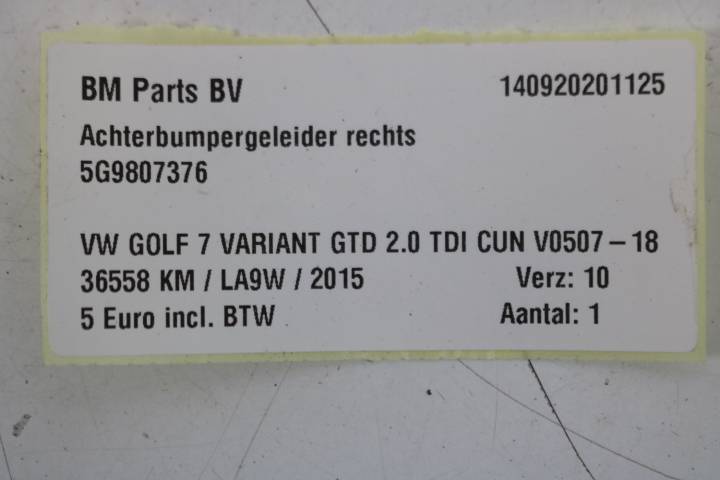 BM Parts BV 140920201125
Achterbumpergeleider rechts
5G9807376
VW GOLF 7 VARIANT GTD 2.0 TDI CUN V0507-18
36558 KM / LA9W / 2015 Verz: 10
5 Euro incl. BTW Aantal: 1